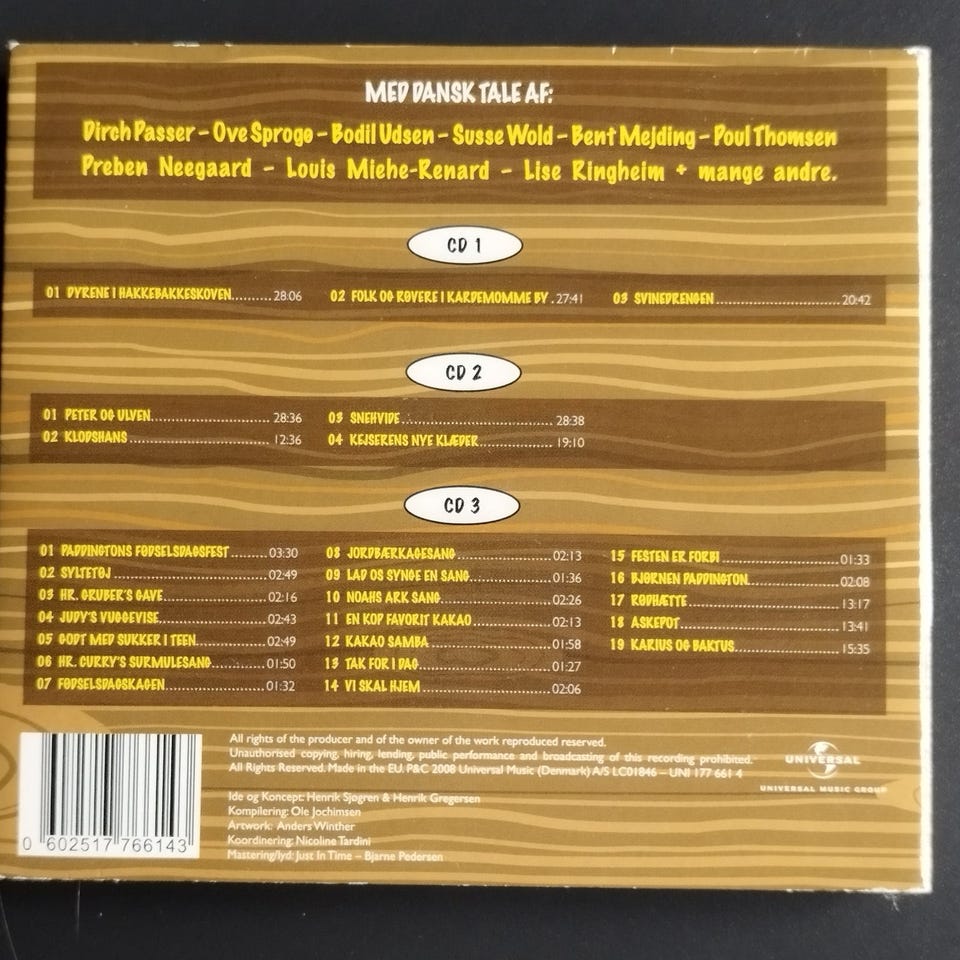 MED DANSK TALE AF:
Dirch Passer – Ove Sprogø – Bodil Udsen – Susse Wold – Bent Mejding – Poul Thomsen
Preben Neegaard – Louis Miehe-Renard – Lise Ringheim + mange andre.
CD 1
01 DYRENE I HAKKEBAKKESKOVEN.........28:06
02 FOLK OG RØVERE I KARDEMOMME BY .27:41
03 SVINEDRENGEN...............................20:42
CD 2
01 PETER OG ULVEN.............................28:36
02 KLODSHANS...................................12:36
03 SNEHVIDE......................................28:38
04 KEJSERENS NYE KLÆDER..................19:10
CD 3
01 PADDINGTONS FØDSELSDAGSFEST.........03:30
02 SYLTETØJ.......................................02:49
03 HR. GRUBER'S GAVE..........................02:16
04 JUDY'S VUGGEVISE...........................02:43
05 GODT MED SUKKER I TEEN..................02:49
06 HR. CURRY'S SURMULESANG..............01:50
07 FØDSELSDAGSKAGEN.........................01:32
08 JORDBÆRKAGESANG.........................02:13
09 LAD OS SYNGE EN SANG.....................01:36
10 NOAHS ARK SANG............................02:26
11 EN KOP FAVORIT KAKAO....................02:13
12 KAKAO SAMBA................................01:58
13 TAK FOR I DAG.................................01:27
14 VI SKAL HJEM..................................02:06
15 FESTEN ER FORBI.............................01:33
16 BJØRNEN PADDINGTON......................02:08
17 RØDHÆTTE.....................................13:17
18 ASKEPOT........................................13:41
19 KARIUS OG BAKTUS...........................15:35
All rights of the producer and of the owner of the work reproduced reserved.
Unauthorised copying, hiring, lending, public performance and broadcasting of this recording prohibited.
All Rights Reserved. Made in the EU. P&C 2008 Universal Music (Denmark) A/S LC01846 – UNI 177 661 4
UNIVERSAL
UNIVERSAL MUSIC GROUP
Ide og Koncept: Henrik Sjøgren & Henrik Gregersen
Kompilering: Ole Jochimsen
Artwork: Anders Winther
Koordinering: Nicoline Tardini
Mastering/lyd: Just In Time – Bjarne Pedersen
0 602517 766143